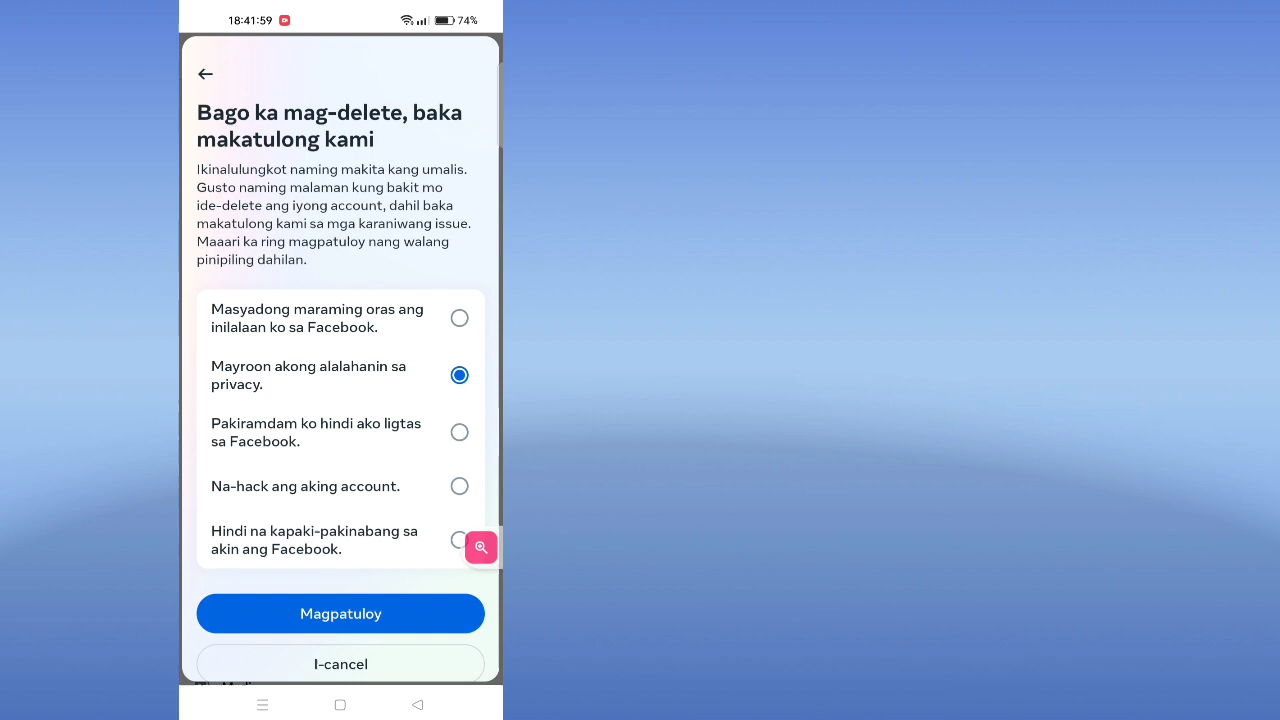 18:41:59
74%
Bago ka mag-delete, baka
makatulong kami
Ikinalulungkot naming makita kang umalis.
Gusto naming malaman kung bakit mo
ide-delete ang iyong account, dahil baka
makatulong kami sa mga karaniwang issue.
Maaari ka ring magpatuloy nang walang
pinipiling dahilan.
Masyadong maraming oras ang
inilalaan ko sa Facebook.
Mayroon akong alalahanin sa
privacy.
Pakiramdam ko hindi ako ligtas
sa Facebook.
Na-hack ang aking account.
Hindi na kapaki-pakinabang sa
akin ang Facebook.
Magpatuloy
I-cancel